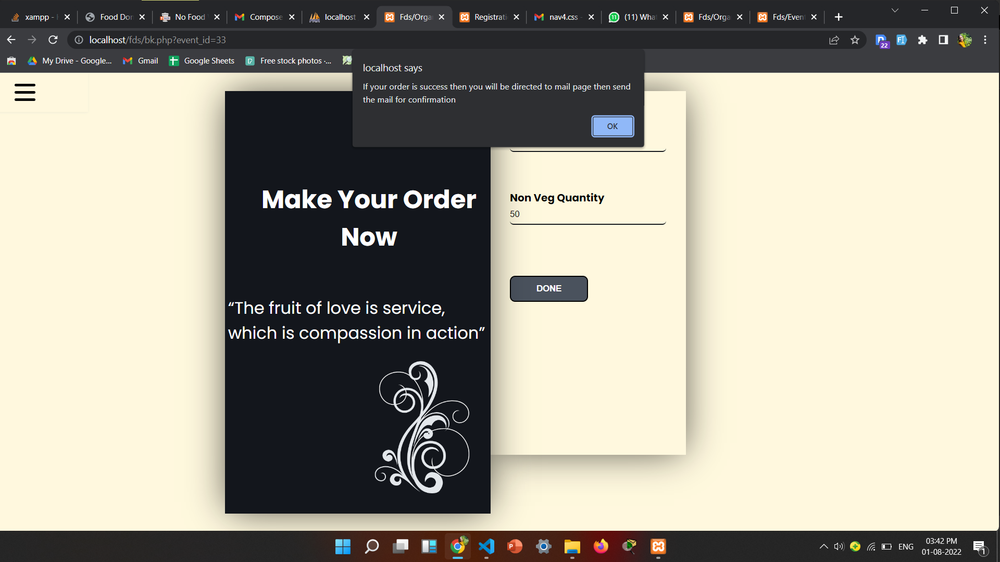 xampp -
Food Don
No Food
Compose
localhost
Fds/Orga
Registrati
nav4.css -
(11) What
Fds/Orga
Fds/Even
localhost/fds/bk.php?event_id=33
22
My Drive - Google...
Gmail
Google Sheets
Free stock photos ·...
localhost says
If your order is success then you will be directed to mail page then send
the mail for confirmation
OK
Make Your Order
Now
“The fruit of love is service,
which is compassion in action”
Non Veg Quantity
50
DONE
ENG
03:42 PM
01-08-2022
1